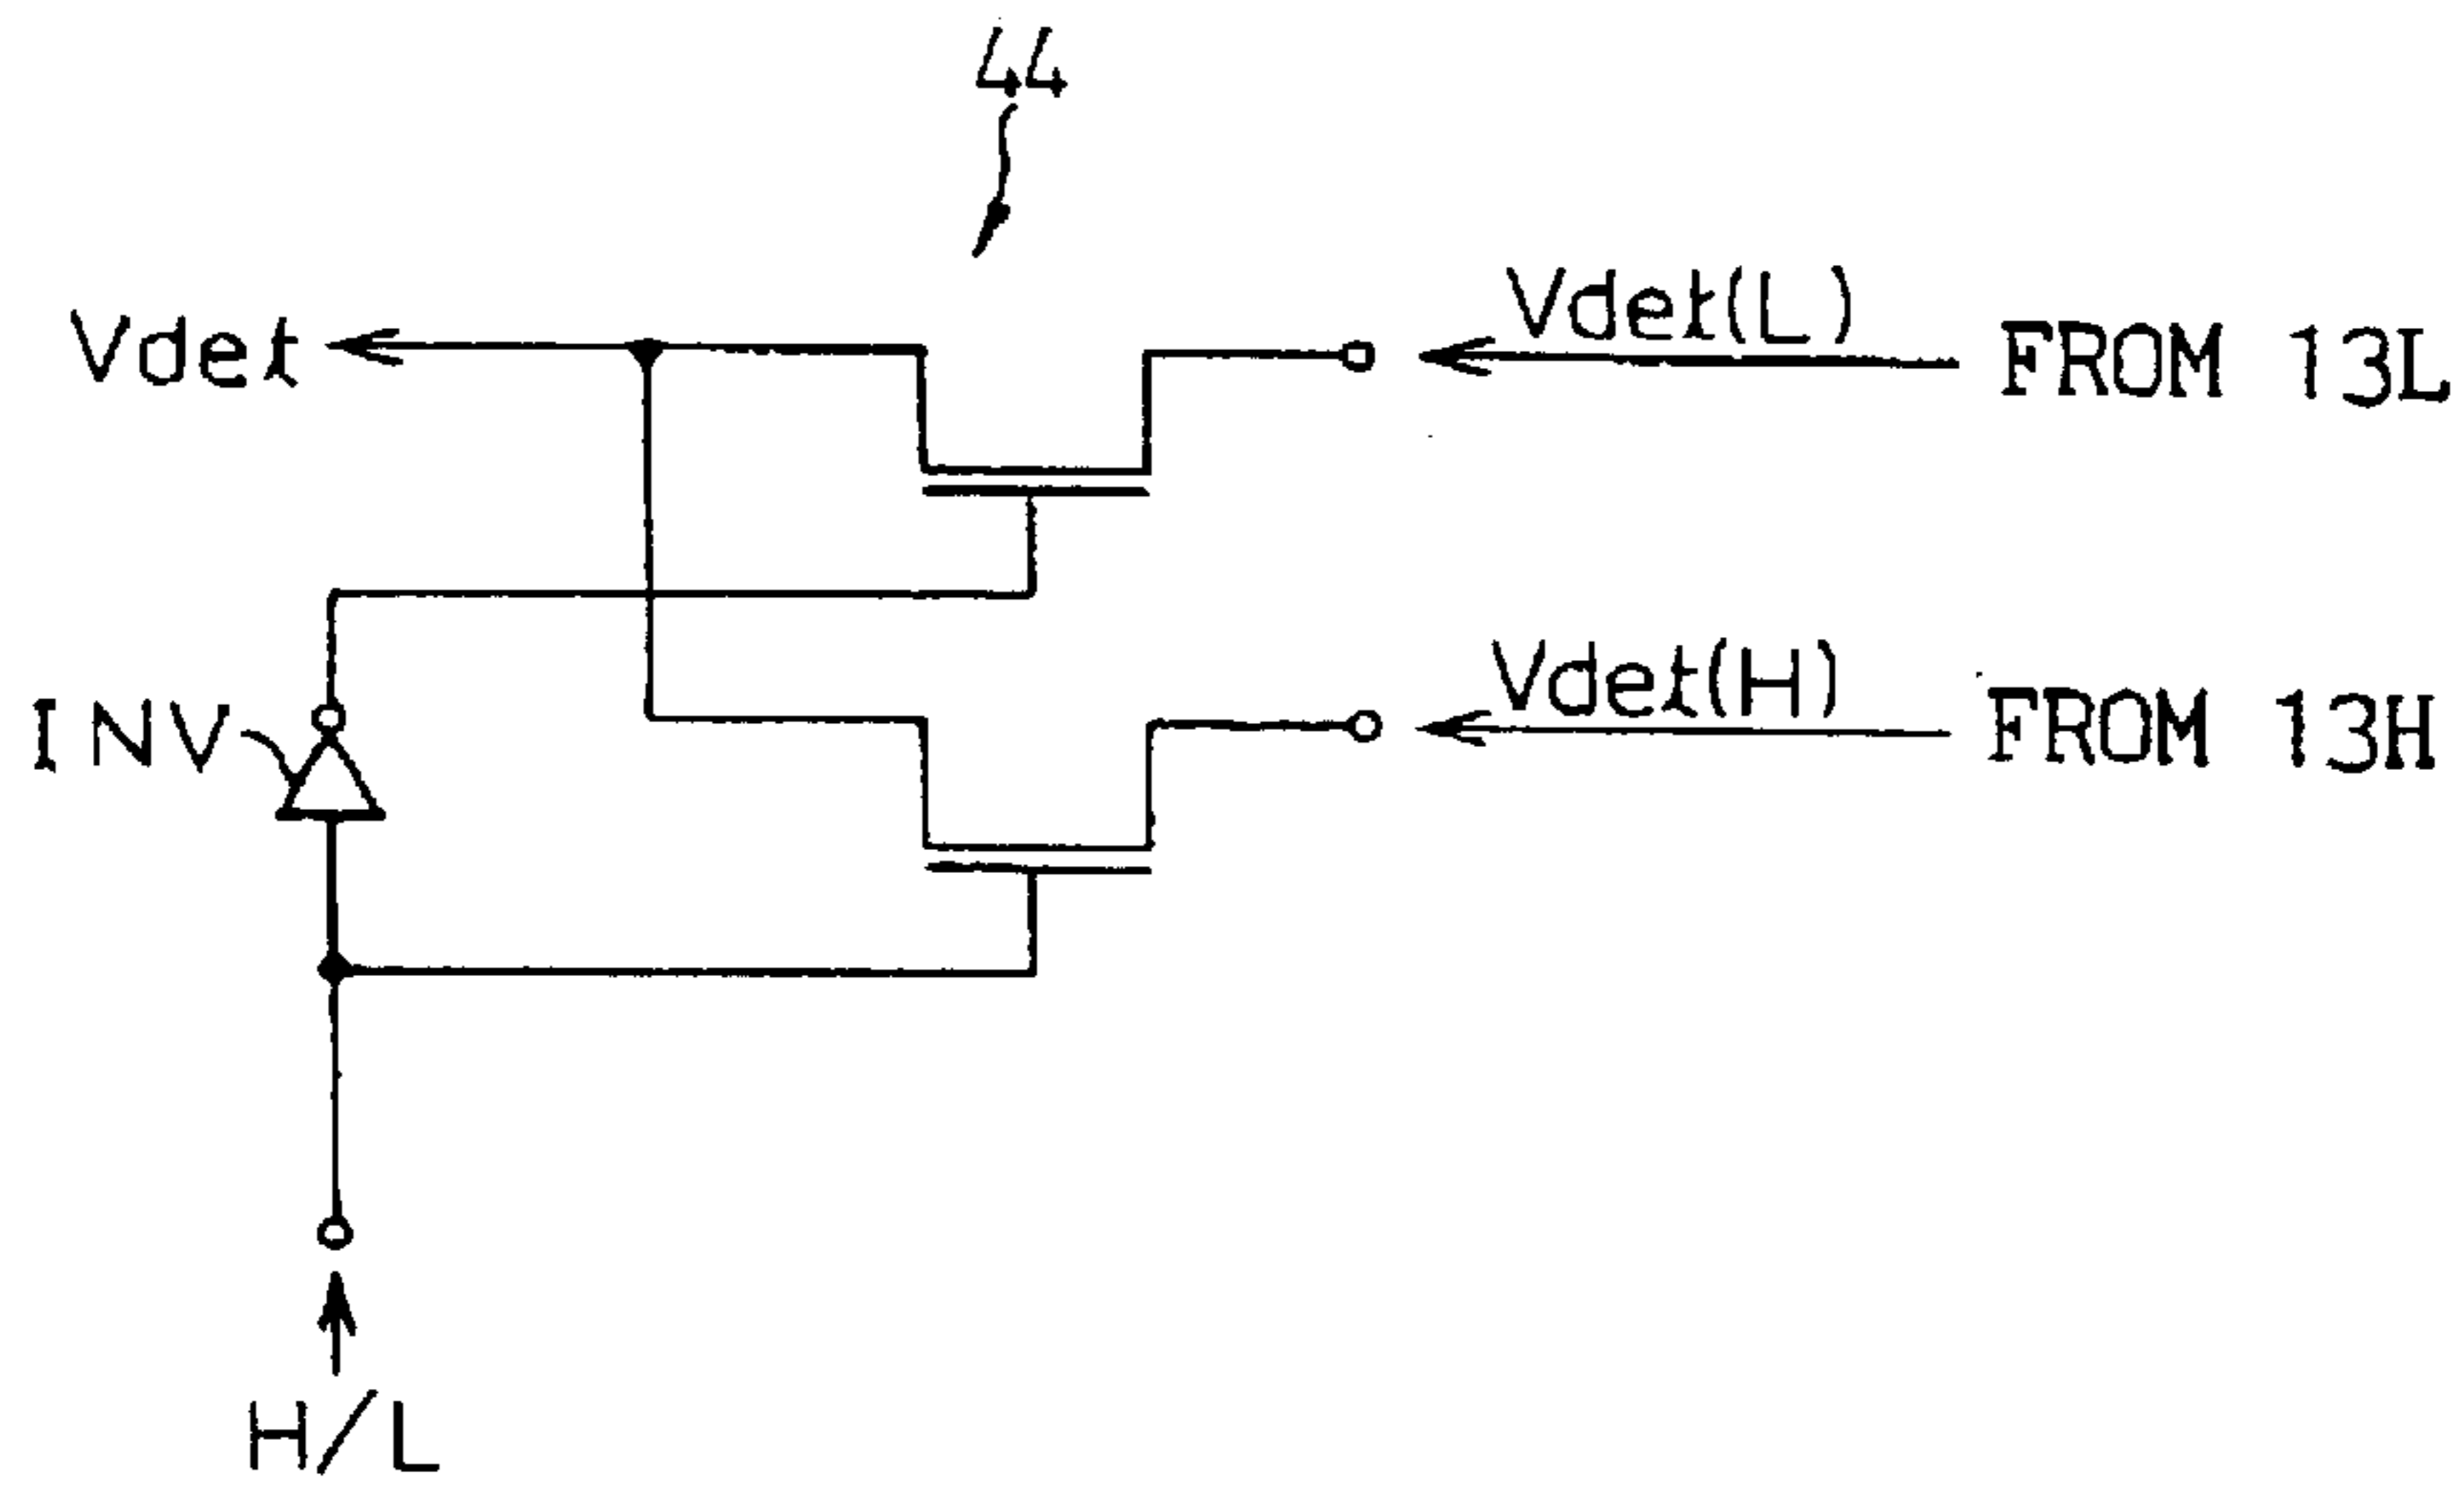 44
Vdet
Vdet(L)
FROM 13L
Vdet(H)
FROM 13H
INV
H/L